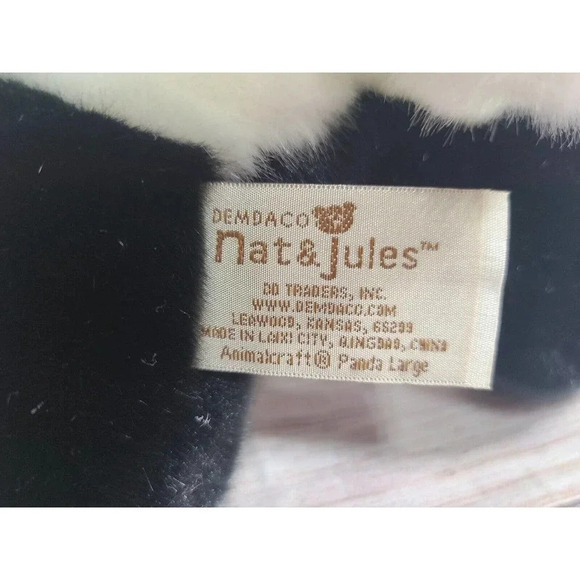 DEMDACO
nat&jules™
DD TRADERS, INC.
WWW.DEMDACO.COM
LEAWOOD, KANSAS, 66299
MADE IN LAIXI CITY, QINGDAO, CHINA
Animalcraft® Panda Large